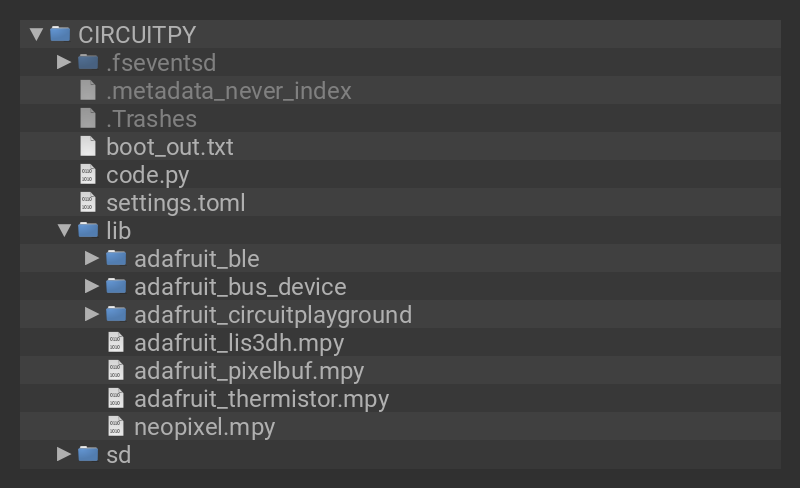 CIRCUITPY
.fseventsd
.metadata_never_index
.Trashes
boot_out.txt
code.py
settings.toml
lib
adafruit_ble
adafruit_bus_device
adafruit_circuitplayground
adafruit_lis3dh.mpy
adafruit_pixelbuf.mpy
adafruit_thermistor.mpy
neopixel.mpy
sd